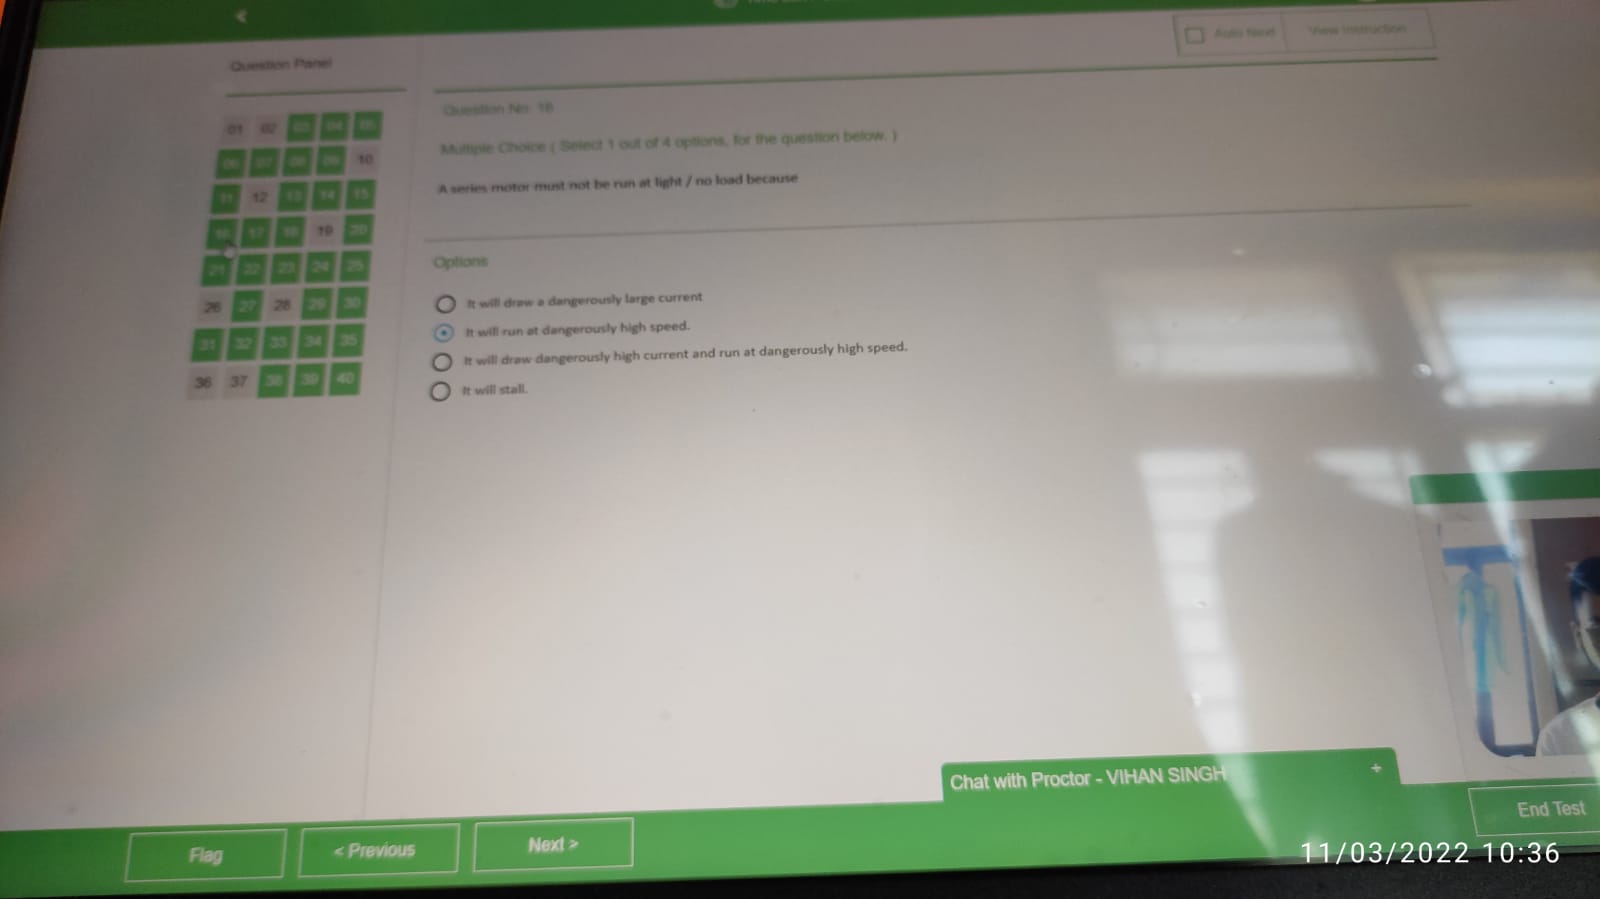 Auto Next
View Instruction
Question Panel
Question No. 16
Multiple Choice ( Select 1 out of 4 options, for the question below. )
A series motor must not be run at light / no load because
Options
It will draw a dangerously large current
It will run at dangerously high speed.
It will draw dangerously high current and run at dangerously high speed.
It will stall.
01 02 03 04 05
06 07 08 09 10
11 12 13 14 15
16 17 18 19 20
21 22 23 24 25
26 27 28 29 30
31 32 33 34 35
36 37 38 39 40
Chat with Proctor - VIHAN SINGH +
End Test
Flag
< Previous
Next >
11/03/2022 10:36